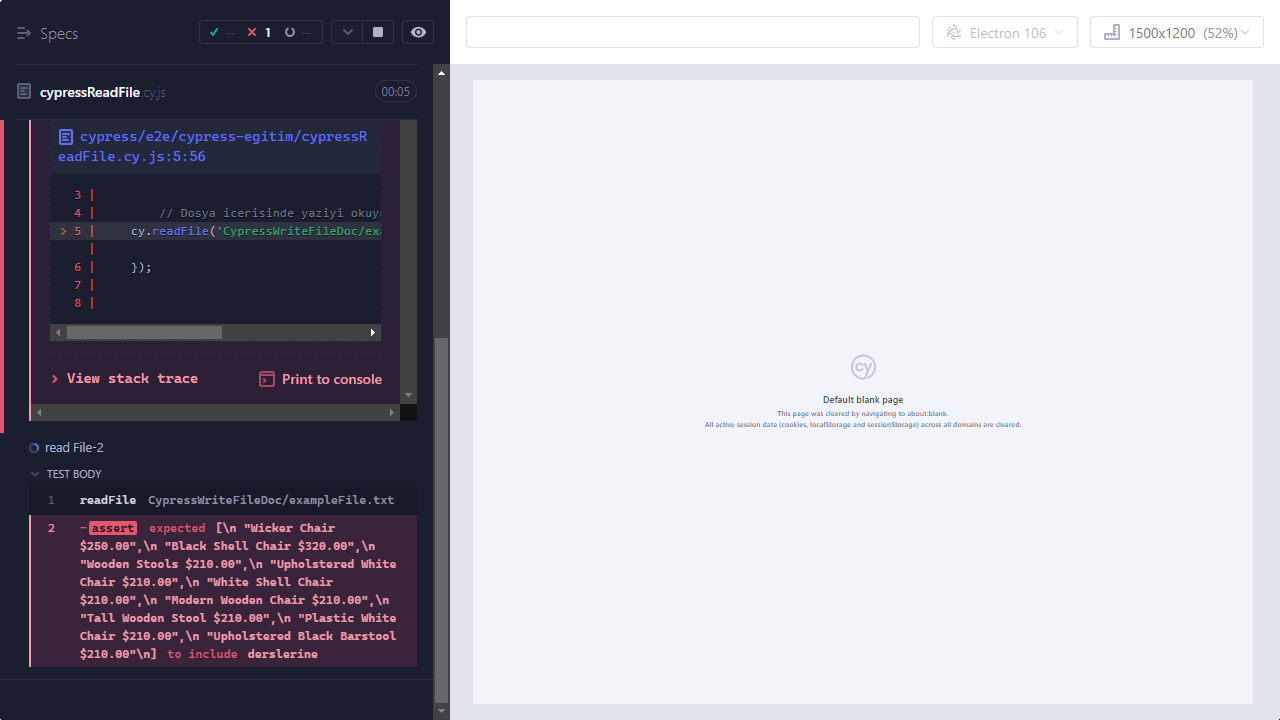 Specs
--
1
--
Electron 106
1500x1200 (52%)
cypressReadFile.cy.js
00:05
cypress/e2e/cypress-egitim/cypressR
eadFile.cy.js:5:56
3 |
4 | // Dosya icerisinde yaziyi
> 5 | cy.readFile('CypressWriteFileDoc/
|
6 | });
7 |
8 |
> View stack trace
Print to console
read File-2
TEST BODY
1 readFile CypressWriteFileDoc/exampleFile.txt
2 -assert expected [\n "Wicker Chair
$250.00",\n "Black Shell Chair $320.00",\n
"Wooden Stools $210.00",\n "Upholstered White
Chair $210.00",\n "White Shell Chair
$210.00",\n "Modern Wooden Chair $210.00",\n
"Tall Wooden Stool $210.00",\n "Plastic White
Chair $210.00",\n "Upholstered Black Barstool
$210.00"\n] to include derslerine
cy
Default blank page
This page was cleared by navigating to about:blank.
All active session data (cookies, localStorage and sessionStorage) across all domains are cleared.